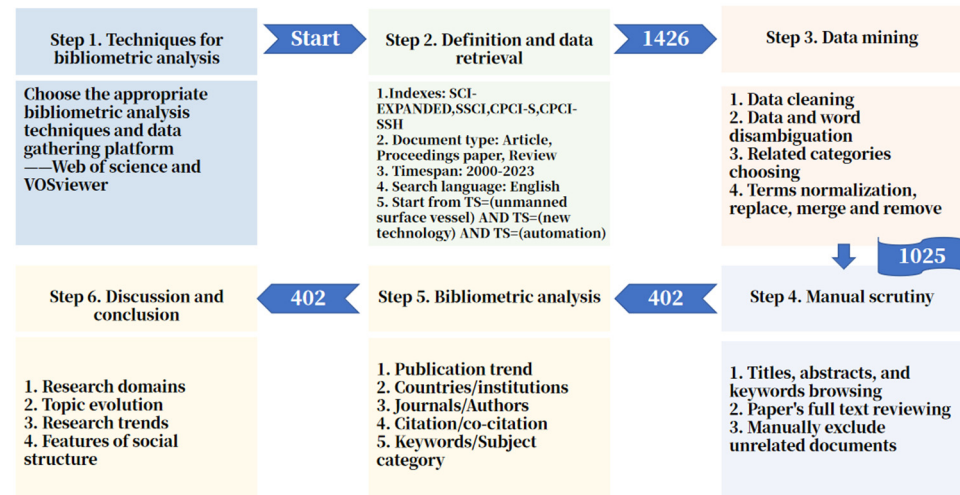 Step 1. Techniques for
bibliometric analysis
Start
Step 2. Definition and data
retrieval
1426
Step 3. Data mining
Choose the appropriate
bibliometric analysis
techniques and data
gathering platform
——Web of science and
VOSviewer
1.Indexes: SCI-
EXPANDED,SSCI,CPCI-S,CPCI-
SSH
2. Document type: Article,
Proceedings paper, Review
3. Timespan: 2000-2023
4. Search language: English
5. Start from TS=(unmanned
surface vessel) AND TS=(new
technology) AND TS=(automation)
1. Data cleaning
2. Data and word
disambiguation
3. Related categories
choosing
4. Terms normalization,
replace, merge and remove
1025
Step 6. Discussion and
conclusion
402
Step 5. Bibliometric analysis
402
Step 4. Manual scrutiny
1. Research domains
2. Topic evolution
3. Research trends
4. Features of social
structure
1. Publication trend
2. Countries/institutions
3. Journals/Authors
4. Citation/co-citation
5. Keywords/Subject
category
1. Titles, abstracts, and
keywords browsing
2. Paper's full text reviewing
3. Manually exclude
unrelated documents